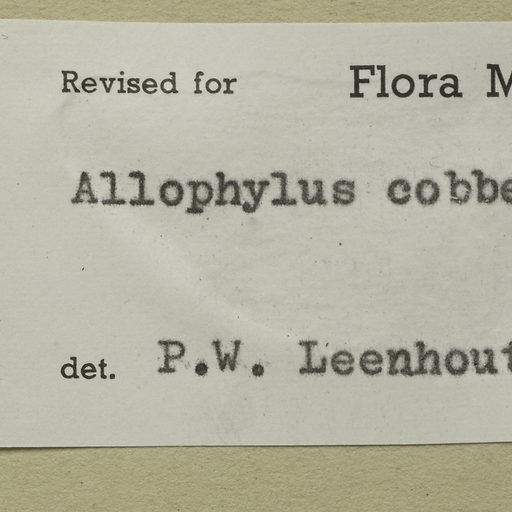 Revised for Flora M
Allophylus cobbe
det. P.W. Leenhout